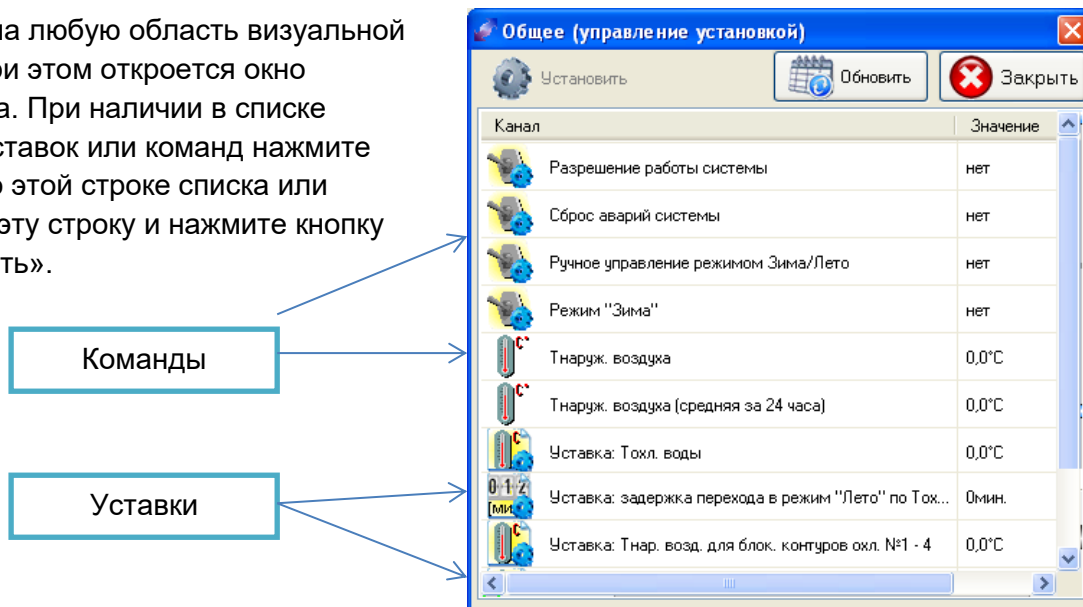 на любую область визуальной
ри этом откроется окно
а. При наличии в списке
ставок или команд нажмите
о этой строке списка или
эту строку и нажмите кнопку
ть».
Команды
Уставки
Общее (управление установкой)
Установить
Обновить
Закрыть
Канал Значение
Разрешение работы системы нет
Сброс аварий системы нет
Ручное управление режимом Зима/Лето нет
Режим "Зима" нет
Tнаруж. воздуха 0,0°C
Tнаруж. воздуха (средняя за 24 часа) 0,0°C
Уставка: Tохл. воды 0,0°C
Уставка: задержка перехода в режим "Лето" по Тох... 0мин.
Уставка: Tнар. возд. для блок. контуров охл. №1 - 4 0,0°C